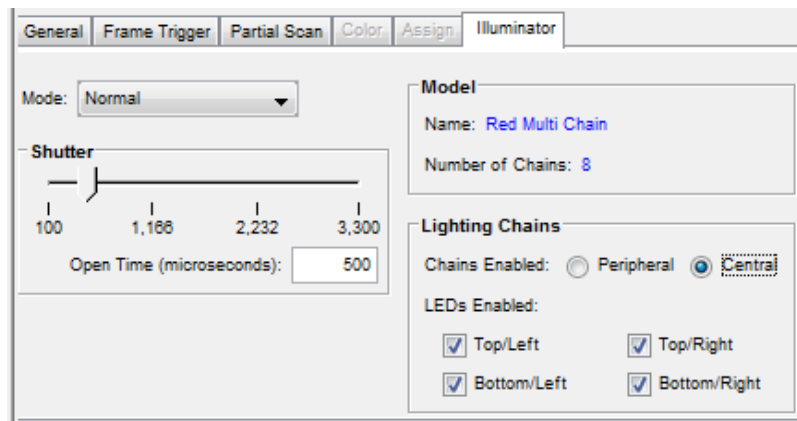 General Frame Trigger Partial Scan Color Assign Illuminator
Mode: Normal
Shutter
100 1,166 2,232 3,300
Open Time (microseconds): 500
Model
Name: Red Multi Chain
Number of Chains: 8
Lighting Chains
Chains Enabled: Peripheral Central
LEDs Enabled:
Top/Left Top/Right
Bottom/Left Bottom/Right